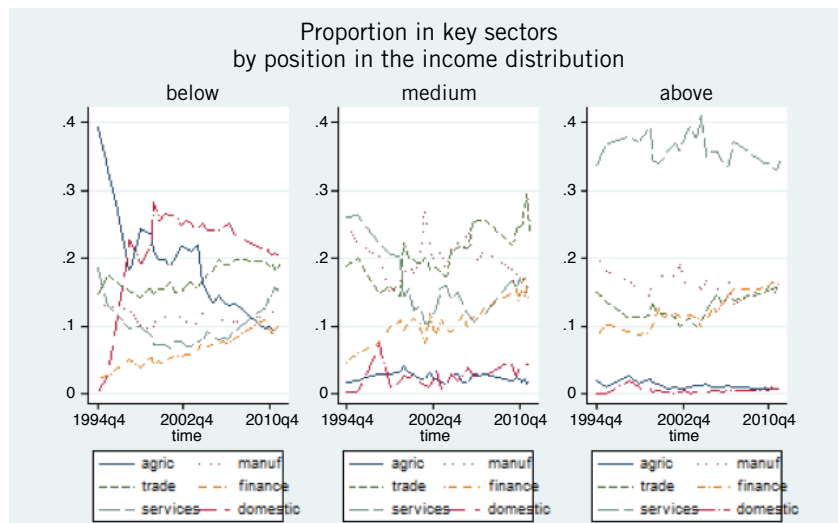 Proportion in key sectors
by position in the income distribution
below
medium
above
.4
.3
.2
.1
0
1994q4 2002q4 2010q4
time
.4
.3
.2
.1
0
1994q4 2002q4 2010q4
time
.4
.3
.2
.1
0
1994q4 2002q4 2010q4
time
agric manuf
trade finance
services domestic
agric manuf
trade finance
services domestic
agric manuf
trade finance
services domestic